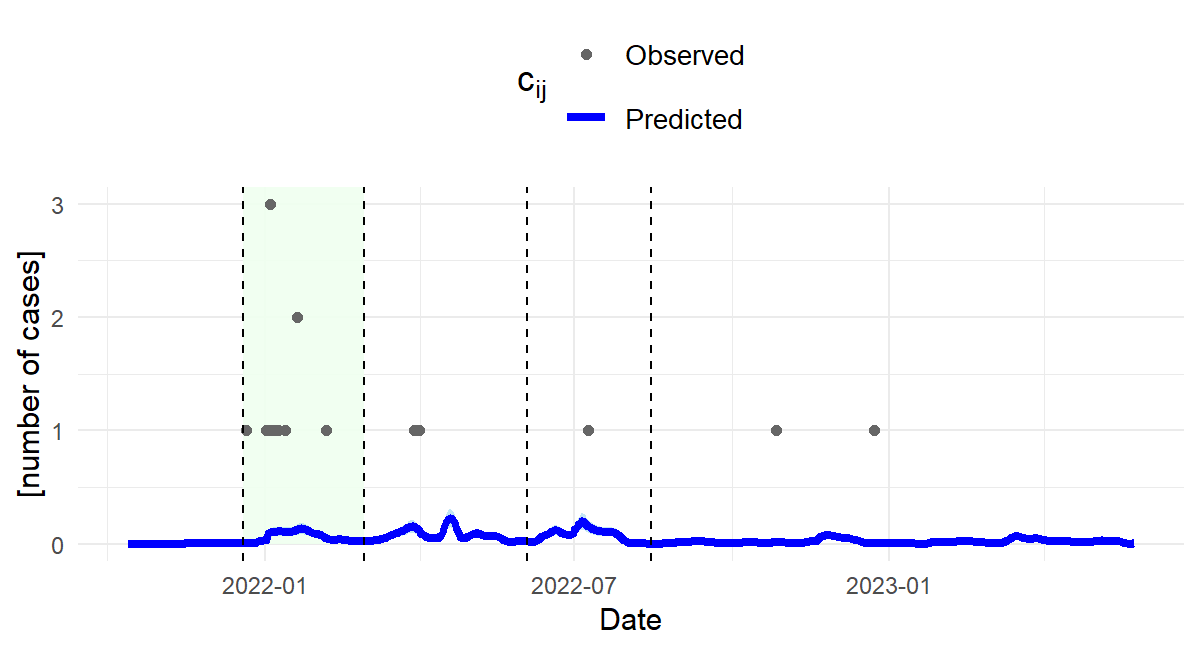 Observed
c_ij
Predicted
[number of cases]
3
2
1
0
2022-01
2022-07
2023-01
Date